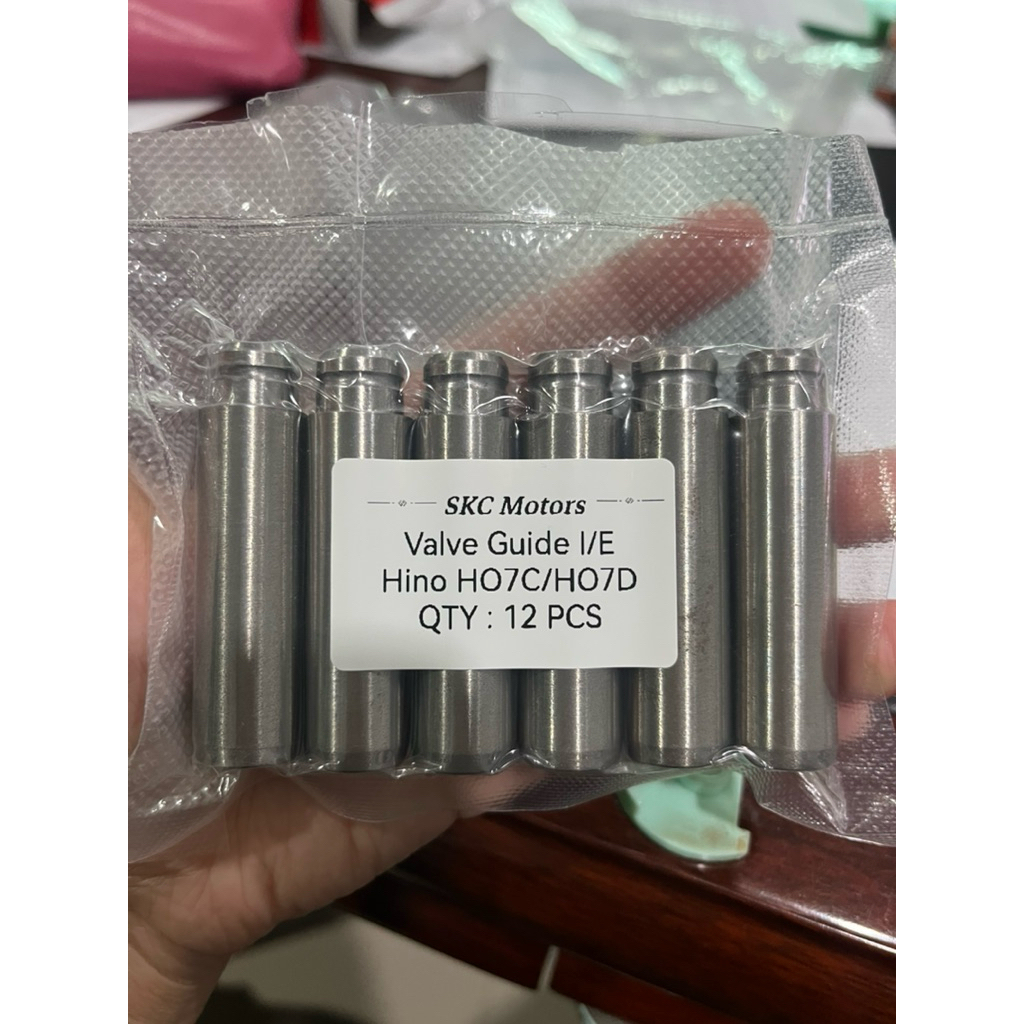 SKC Motors
Valve Guide I/E
Hino HO7C/HO7D
QTY : 12 PCS